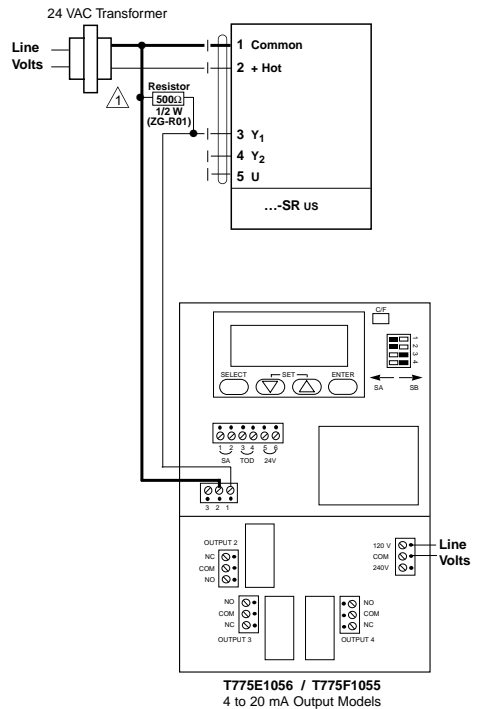 24 VAC Transformer
Line
Volts
1 Common
2 + Hot
1
Resistor
500Ω
1/2 W
(ZG-R01)
3 Y1
4 Y2
5 U
...-SR US
C/F
1
2
3
4
SELECT
SET
ENTER
SA SB
1 2 3 4 5 6
SA TOD 24V
3 2 1
OUTPUT 2
NC
COM
NO
120 V
COM
240V
Line
Volts
NO
COM
NC
OUTPUT 3
NO
COM
NC
OUTPUT 4
T775E1056 / T775F1055
4 to 20 mA Output Models